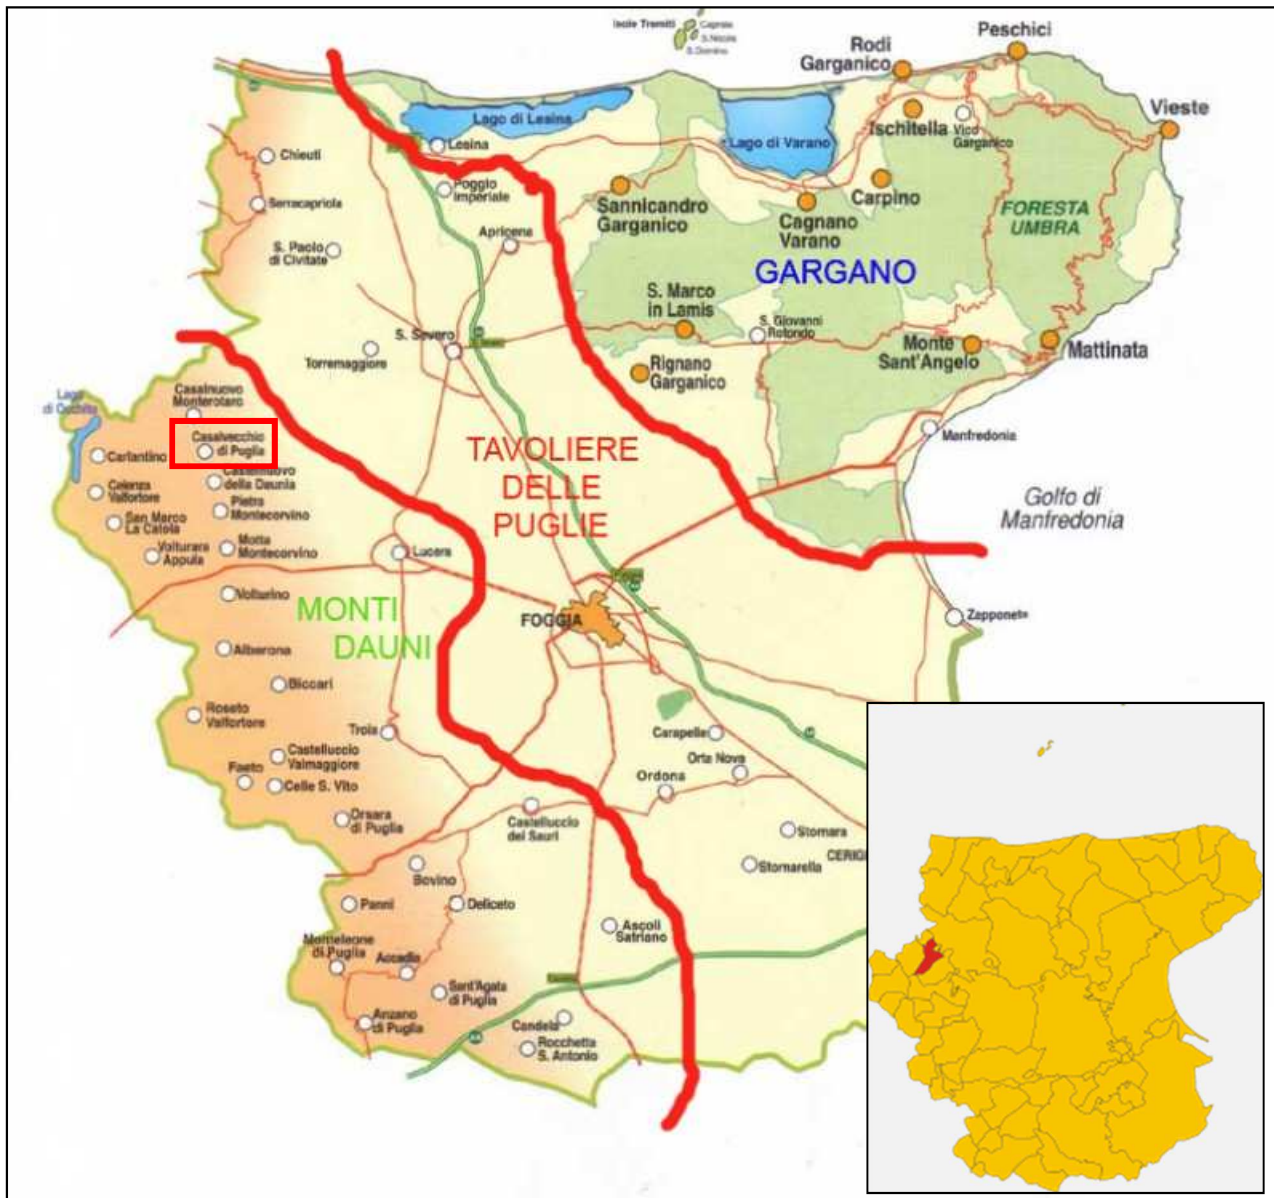 Isole Tremiti
Capraia
S.Nicola
S.Domino
Peschici
Rodi
Garganico
Vieste
Lago di Lesina
Lago di Varano
Ischitella
Vico
Garganico
Lesina
Chieuti
Poggio
Imperiale
Sannicandro
Garganico
Carpino
Cagnano
Varano
FORESTA
UMBRA
Serracapriola
Apricena
S. Paolo
di Civitate
GARGANO
S. Marco
in Lamis
S. Giovanni
Rotondo
S. Severo
Torremaggiore
Rignano
Garganico
Monte
Sant'Angelo
Mattinata
Casalnuovo
Monterotaro
Lago
Casalvecchio
di Puglia
Carlantino
TAVOLIERE
DELLE
PUGLIE
Manfredonia
Castelnuovo
della Daunia
Celenza
Valfortore
Pietra
Montecorvino
San Marco
La Catola
Golfo di
Manfredonia
Motta
Montecorvino
Volturara
Appula
Lucera
Volturino
MONTI
DAUNI
FOGGIA
Zapponeta
Alberona
Biccari
Roseto
Valfortore
Troia
Carapelle
Castelluccio
Valmaggiore
Orta Nova
Faeto
Celle S. Vito
Ordona
Orsara
di Puglia
Castelluccio
dei Sauri
Stornara
CERIG
Stornarella
Bovino
Panni
Deliceto
Ascoli
Satriano
Monteleone
di Puglia
Accadia
Sant'Agata
di Puglia
Anzano
di Puglia
Candela
Rocchetta
S. Antonio